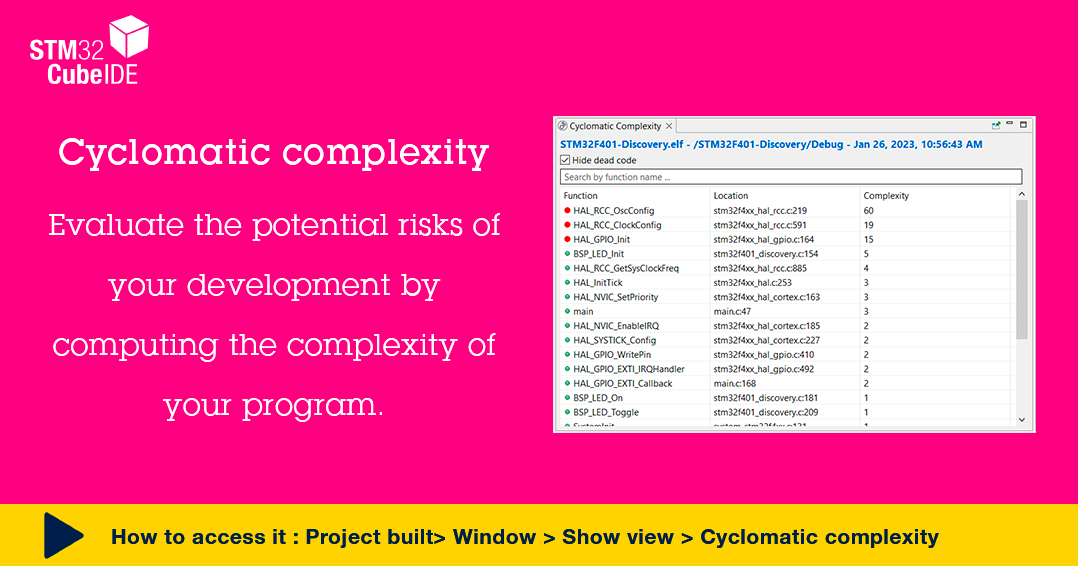 STM32
CubeIDE
Cyclomatic complexity
Evaluate the potential risks of
your development by
computing the complexity of
your program.
Cyclomatic Complexity
STM32F401-Discovery.elf - /STM32F401-Discovery/Debug - Jan 26, 2023, 10:56:43 AM
Hide dead code
Search by function name ...
Function Location Complexity
HAL_RCC_OscConfig stm32f4xx_hal_rcc.c:219 60
HAL_RCC_ClockConfig stm32f4xx_hal_rcc.c:591 19
HAL_GPIO_Init stm32f4xx_hal_gpio.c:164 15
BSP_LED_Init stm32f401_discovery.c:154 5
HAL_RCC_GetSysClockFreq stm32f4xx_hal_rcc.c:885 4
HAL_InitTick stm32f4xx_hal.c:253 3
HAL_NVIC_SetPriority stm32f4xx_hal_cortex.c:163 3
main main.c:47 3
HAL_NVIC_EnableIRQ stm32f4xx_hal_cortex.c:185 2
HAL_SYSTICK_Config stm32f4xx_hal_cortex.c:227 2
HAL_GPIO_WritePin stm32f4xx_hal_gpio.c:410 2
HAL_GPIO_EXTI_IRQHandler stm32f4xx_hal_gpio.c:492 2
HAL_GPIO_EXTI_Callback main.c:168 2
BSP_LED_On stm32f401_discovery.c:181 1
BSP_LED_Toggle stm32f401_discovery.c:209 1
How to access it : Project built> Window > Show view > Cyclomatic complexity